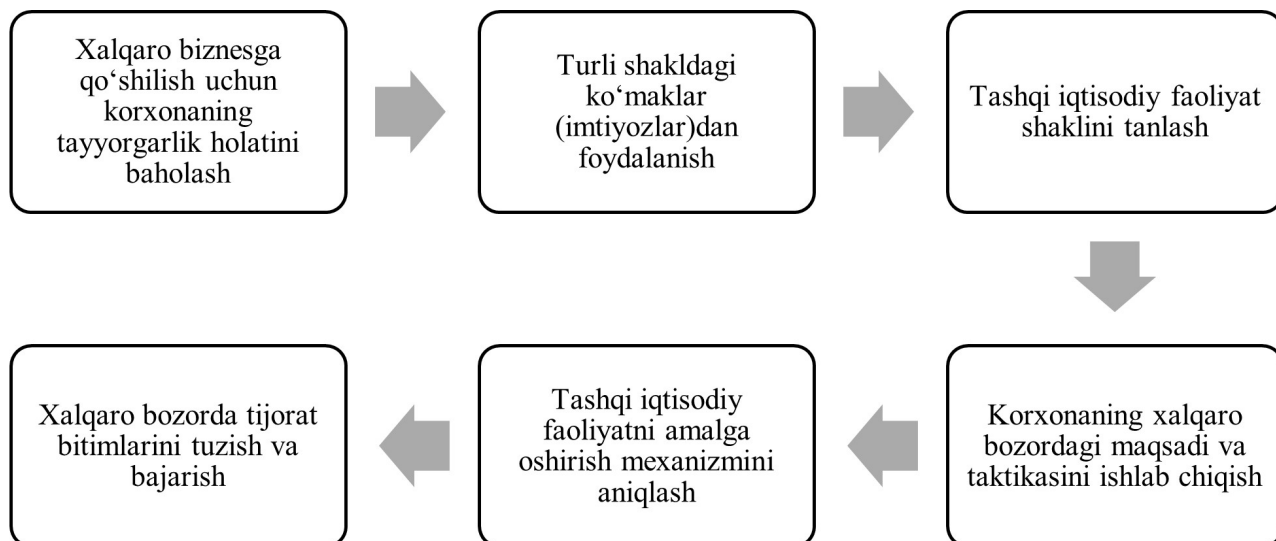 Xalqaro biznesga
qo‘shilish uchun
korxonaning
tayyorgarlik holatini
baholash
Turli shakldagi
ko‘maklar
(imtiyozlar)dan
foydalanish
Tashqi iqtisodiy faoliyat
shaklini tanlash
Korxonaning xalqaro
bozordagi maqsadi va
taktikasini ishlab chiqish
Tashqi iqtisodiy
faoliyatni amalga
oshirish mexanizmini
aniqlash
Xalqaro bozorda tijorat
bitimlarini tuzish va
bajarish